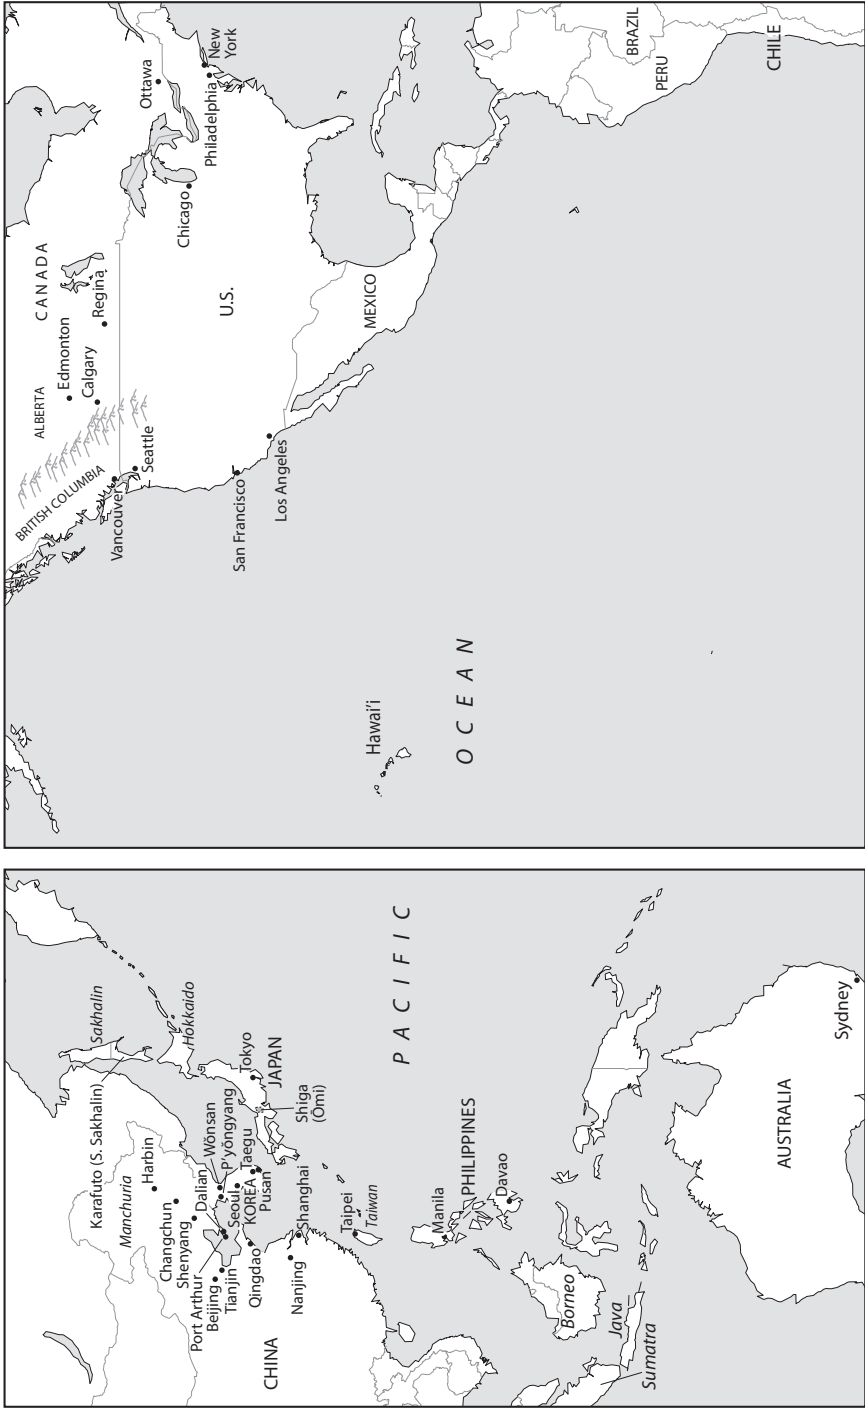 Sakhalin
Karafuto (S. Sakhalin)
Hokkaido
Manchuria
Harbin
Changchun
Shenyang
Dalian
Port Arthur
Beijing
Tianjin
Wŏnsan
P'yŏngyang
Seoul
KOREA
Taegu
Pusan
Tokyo
JAPAN
Shiga
(Ōmi)
Qingdao
Shanghai
Nanjing
CHINA
Taipei
Taiwan
PACIFIC
Manila
PHILIPPINES
Davao
Borneo
Java
Sumatra
AUSTRALIA
Sydney
OCEAN
Hawai'i
BRITISH COLUMBIA
ALBERTA
CANADA
Edmonton
Calgary
Regina
Vancouver
Seattle
San Francisco
Los Angeles
U.S.
Chicago
Ottawa
New
York
Philadelphia
MEXICO
BRAZIL
PERU
CHILE